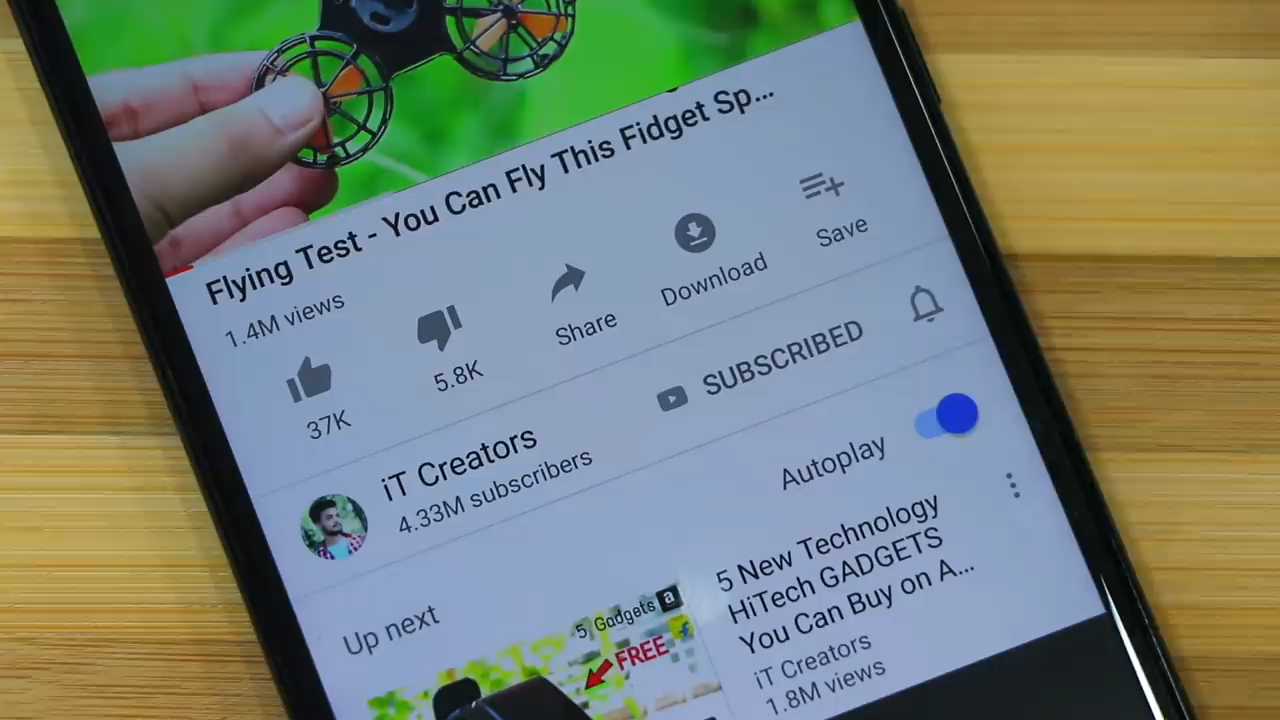 Flying Test - You Can Fly This Fidget Sp...
1.4M views
37K
5.8K
Share
Download
Save
iT Creators
4.33M subscribers
SUBSCRIBED
Autoplay
Up next
5 Gadgets a
FREE
5 New Technology
HiTech GADGETS
You Can Buy on A...
iT Creators
1.8M views